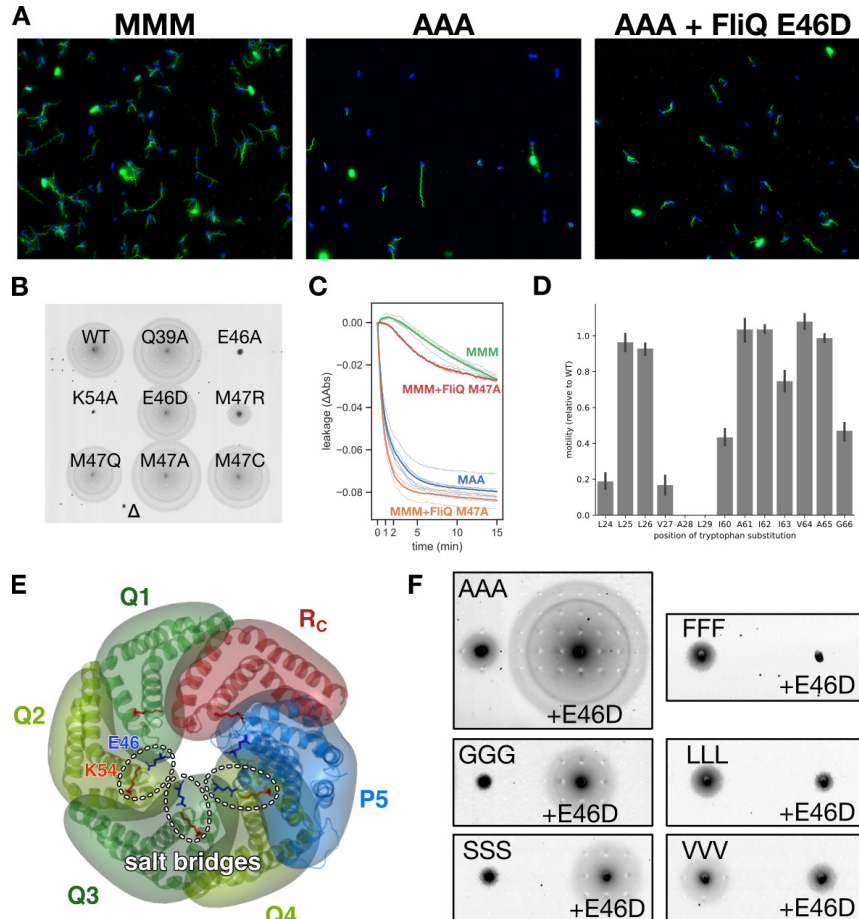 A
MMM
AAA
AAA + FliQ E46D
B
WT
Q39A
E46A
K54A
E46D
M47R
M47Q
M47A
M47C
Δ
C
leakage (ΔAbs)
0.00
−0.02
−0.04
−0.06
−0.08
MMM
MMM+FliQ M47A
MAA
MMM+FliQ M47A
0 1 2 5 10 15
time (min)
D
motility (relative to WT)
1.0
0.8
0.6
0.4
0.2
0.0
L24 L25 L26 V27 A28 L29 I60 A61 I62 I63 V64 A65 G66
position of tryptophan substitution
E
Q1
RC
Q2
E46
K54
P5
salt bridges
Q3
Q4
F
AAA
+E46D
FFF
+E46D
GGG
+E46D
LLL
+E46D
SSS
+E46D
VVV
+E46D